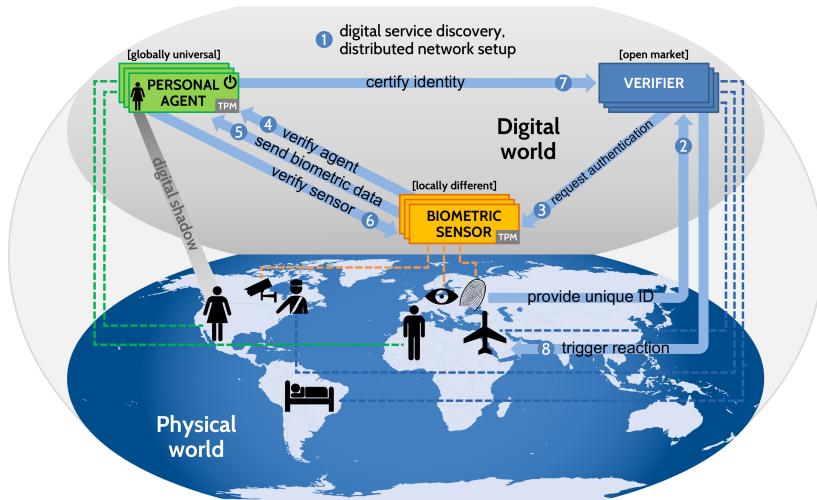 1 digital service discovery,
distributed network setup
[globally universal]
[open market]
PERSONAL
AGENT
TPM
certify identity 7
VERIFIER
4 verify agent
5 send biometric data
verify sensor 6
Digital
world
2
request authentication
3
digital shadow
[locally different]
BIOMETRIC
SENSOR
TPM
provide unique ID
8 trigger reaction
Physical
world